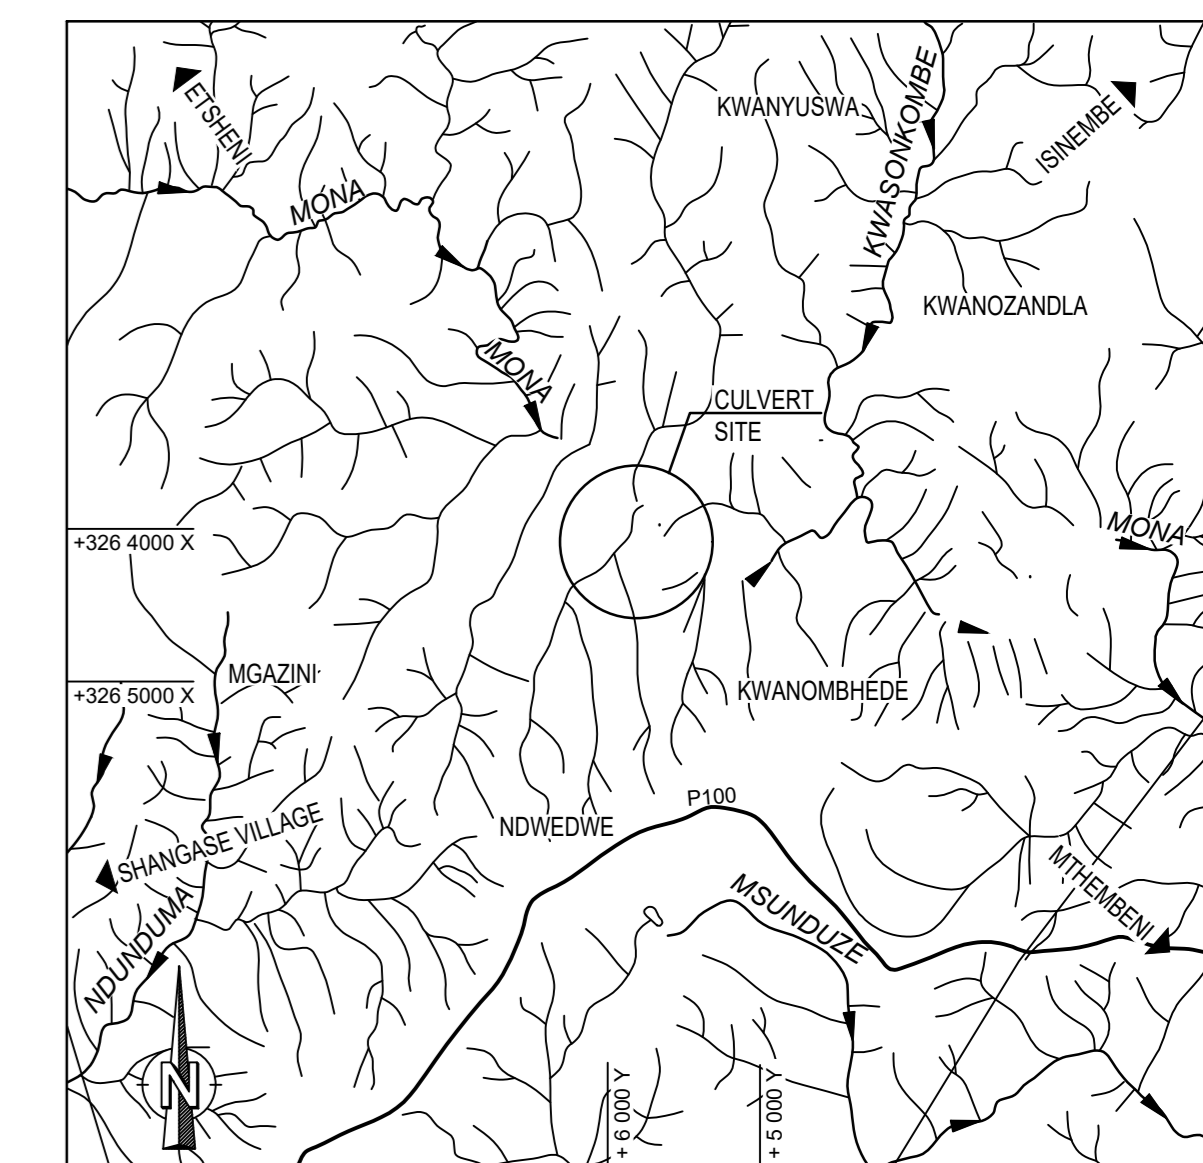 KWANYUSWA
KWASONKOMBE
ETSHENI
ISINEMBE
MONA
KWANOZANDLA
MONA
CULVERT
SITE
MONA
+326 4000 X
MGAZINI
+326 5000 X
KWANOMBHEDE
P100
NDWEDWE
SHANGASE VILLAGE
MTHEMBENI
MSUNDUZE
NDUNDUMA
N
+ 6 000 Y
+ 5 000 Y